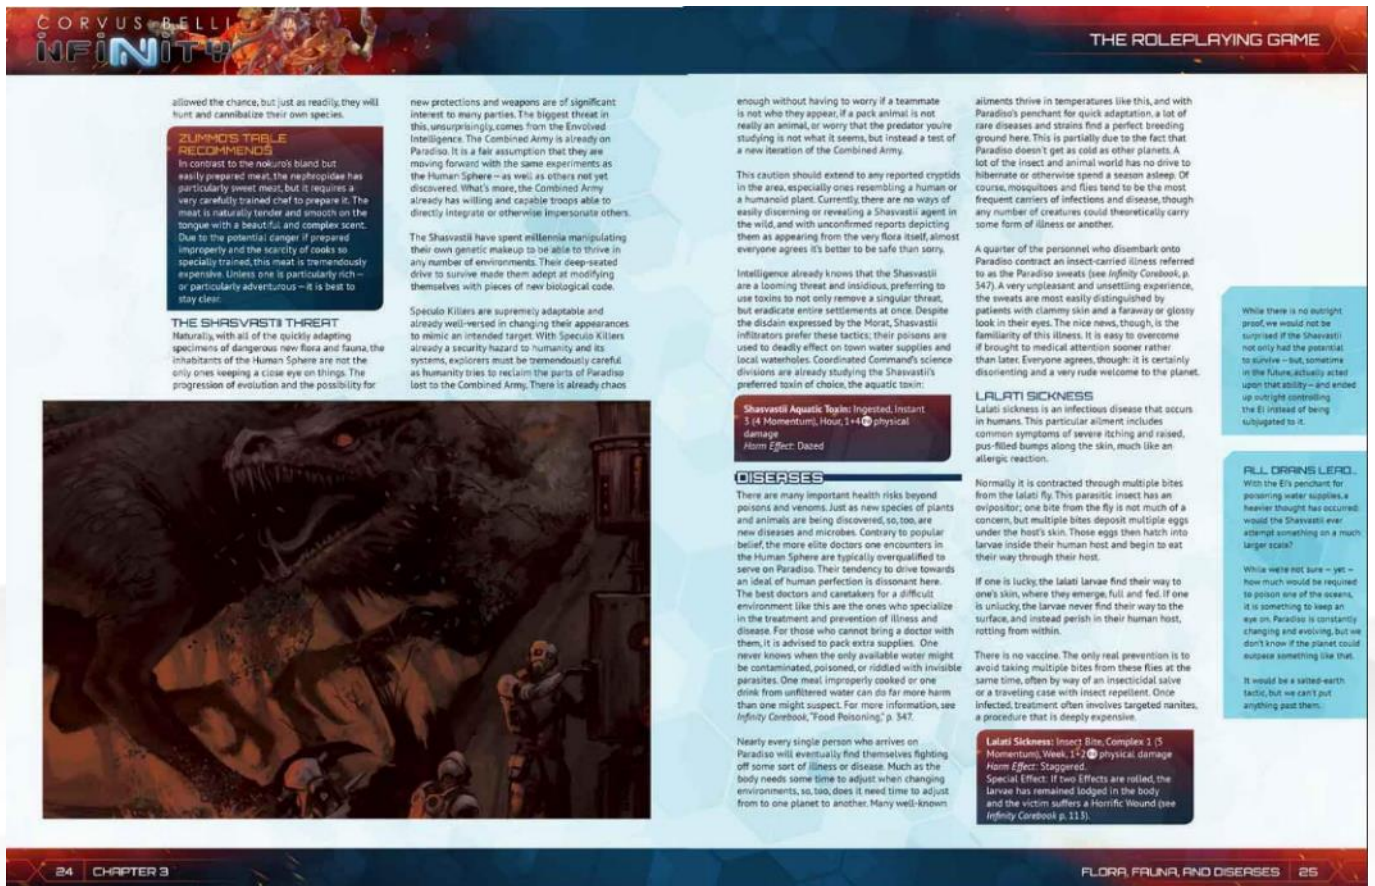 CORVUS BELLI
INFINITY
THE ROLEPLAYING GAME
allowed the chance, but just as readily, they will
hunt and cannibalize their own species.
ZUMMO'S TABLE
RECOMMENDS
In contrast to the nokuro's bland but
easily prepared meat, the nephropidae has
particularly sweet meat, but it requires a
very carefully trained chef to prepare it. The
meat is naturally tender and smooth on the
tongue with a beautiful and complex scent.
Due to the potential danger if prepared
improperly and the scarcity of cooks so
specially trained, this meat is tremendously
expensive. Unless one is particularly rich –
or particularly adventurous – it is best to
stay clear.
THE SHASVASTII THREAT
Naturally, with all of the quickly adapting
specimens of dangerous new flora and fauna, the
inhabitants of the Human Sphere are not the
only ones keeping a close eye on things. The
progression of evolution and the possibility for
new protections and weapons are of significant
interest to many parties. The biggest threat in
this, unsurprisingly, comes from the Envolved
Intelligence. The Combined Army is already on
Paradiso. It is a fair assumption that they are
moving forward with the same experiments as
the Human Sphere – as well as others not yet
discovered. What's more, the Combined Army
already has willing and capable troops able to
directly integrate or otherwise impersonate others.
The Shasvastii have spent millennia manipulating
their own genetic makeup to be able to thrive in
any number of environments. Their deep-seated
drive to survive made them adept at modifying
themselves with pieces of new biological code.
Speculo Killers are supremely adaptable and
already well-versed in changing their appearances
to mimic an intended target. With Speculo Killers
already a security hazard to humanity and its
systems, explorers must be tremendously careful
as humanity tries to reclaim the parts of Paradiso
lost to the Combined Army. There is already chaos
enough without having to worry if a teammate
is not who they appear, if a pack animal is not
really an animal, or worry that the predator you're
studying is not what it seems, but instead a test of
a new iteration of the Combined Army.
This caution should extend to any reported cryptids
in the area, especially ones resembling a human or
a humanoid plant. Currently, there are no ways of
easily discerning or revealing a Shasvastii agent in
the wild, and with unconfirmed reports depicting
them as appearing from the very flora itself, almost
everyone agrees it's better to be safe than sorry.
Intelligence already knows that the Shasvastii
are a looming threat and insidious, preferring to
use toxins to not only remove a singular threat,
but eradicate entire settlements at once. Despite
the disdain expressed by the Morat, Shasvastii
infiltrators prefer these tactics; their poisons are
used to deadly effect on town water supplies and
local waterholes. Coordinated Command's science
divisions are already studying the Shasvastii's
preferred toxin of choice, the aquatic toxin:
Shasvastii Aquatic Toxin: Ingested, Instant
3 (4 Momentum), Hour, 1+4 physical
damage
Harm Effect: Dazed
DISEASES
There are many important health risks beyond
poisons and venoms. Just as new species of plants
and animals are being discovered, so, too, are
new diseases and microbes. Contrary to popular
belief, the more elite doctors one encounters in
the Human Sphere are typically overqualified to
serve on Paradiso. Their tendency to drive towards
an ideal of human perfection is dissonant here.
The best doctors and caretakers for a difficult
environment like this are the ones who specialize
in the treatment and prevention of illness and
disease. For those who cannot bring a doctor with
them, it is advised to pack extra supplies. One
never knows when the only available water might
be contaminated, poisoned, or riddled with invisible
parasites. One meal improperly cooked or one
drink from unfiltered water can do far more harm
than one might suspect. For more information, see
Infinity Corebook, "Food Poisoning," p. 347.
Nearly every single person who arrives on
Paradiso will eventually find themselves fighting
off some sort of illness or disease. Much as the
body needs some time to adjust when changing
environments, so, too, does it need time to adjust
from to one planet to another. Many well-known
ailments thrive in temperatures like this, and with
Paradiso's penchant for quick adaptation, a lot of
rare diseases and strains find a perfect breeding
ground here. This is partially due to the fact that
Paradiso doesn't get as cold as other planets. A
lot of the insect and animal world has no drive to
hibernate or otherwise spend a season asleep. Of
course, mosquitoes and flies tend to be the most
frequent carriers of infections and disease, though
any number of creatures could theoretically carry
some form of illness or another.
A quarter of the personnel who disembark onto
Paradiso contract an insect-carried illness referred
to as the Paradiso sweats (see Infinity Corebook, p.
347). A very unpleasant and unsettling experience,
the sweats are most easily distinguished by
patients with clammy skin and a faraway or glossy
look in their eyes. The nice news, though, is the
familiarity of this illness. It is easy to overcome
if brought to medical attention sooner rather
than later. Everyone agrees, though: it is certainly
disorienting and a very rude welcome to the planet.
LALATI SICKNESS
Lalati sickness is an infectious disease that occurs
in humans. This particular ailment includes
common symptoms of severe itching and raised,
pus-filled bumps along the skin, much like an
allergic reaction.
Normally it is contracted through multiple bites
from the lalati fly. This parasitic insect has an
ovipositor; one bite from the fly is not much of a
concern, but multiple bites deposit multiple eggs
under the host's skin. Those eggs then hatch into
larvae inside their human host and begin to eat
their way through their host.
If one is lucky, the lalati larvae find their way to
one's skin, where they emerge, full and fed. If one
is unlucky, the larvae never find their way to the
surface, and instead perish in their human host,
rotting from within.
There is no vaccine. The only real prevention is to
avoid taking multiple bites from these flies at the
same time, often by way of an insecticidal salve
or a traveling case with insect repellent. Once
infected, treatment often involves targeted nanites,
a procedure that is deeply expensive.
Lalati Sickness: Insect Bite, Complex 1 (5
Momentum), Week, 1+2 physical damage
Harm Effect: Staggered.
Special Effect: If two Effects are rolled, the
larvae has remained lodged in the body
and the victim suffers a Horrific Wound (see
Infinity Corebook p. 113).
While there is no outright
proof, we would not be
surprised if the Shasvastii
not only had the potential
to survive – but, sometime
in the future, actually acted
upon that ability – and ended
up outright controlling
the EI instead of being
subjugated to it.
ALL DRAINS LEAD...
With the EI's penchant for
poisoning water supplies, a
heavier thought has occurred:
would the Shasvastii ever
attempt something on a much
larger scale?
While we're not sure – yet –
how much would be required
to poison one of the oceans,
it is something to keep an
eye on. Paradiso is constantly
changing and evolving, but we
don't know if the planet could
outpace something like that.
It would be a salted-earth
tactic, but we can't put
anything past them.
24 CHAPTER 3
FLORA, FAUNA, AND DISEASES 25